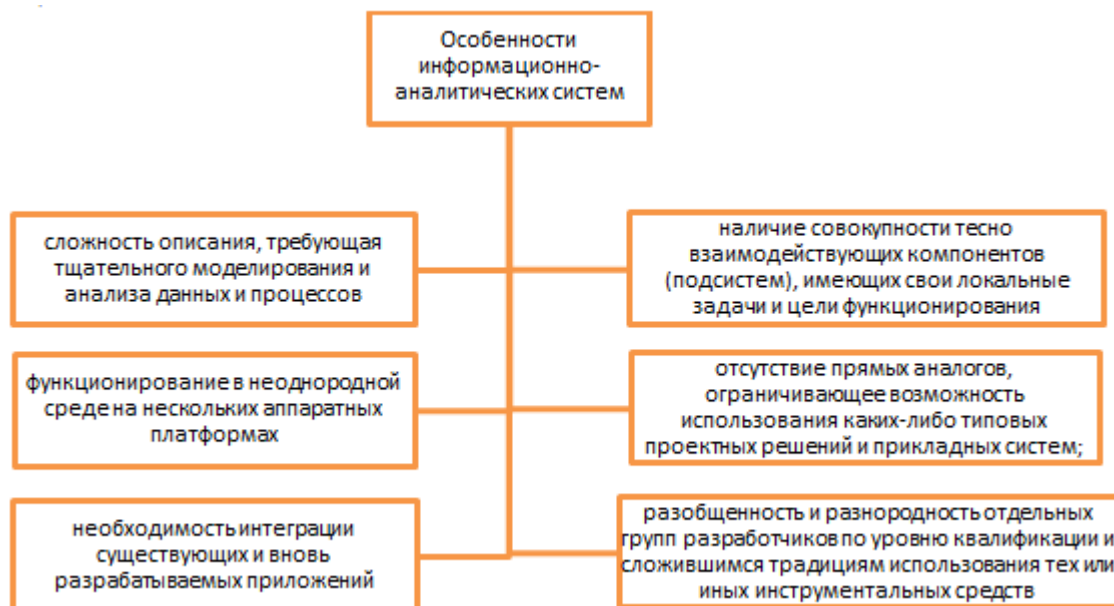 Особенности
информационно-
аналитических систем
сложность описания, требующая
тщательного моделирования и
анализа данных и процессов
наличие совокупности тесно
взаимодействующих компонентов
(подсистем), имеющих свои локальные
задачи и цели функционирования
функционирование в неоднородной
среде на нескольких аппаратных
платформах
отсутствие прямых аналогов,
ограничивающее возможность
использования каких-либо типовых
проектных решений и прикладных систем;
необходимость интеграции
существующих и вновь
разрабатываемых приложений
разобщенность и разнородность отдельных
групп разработчиков по уровню квалификации и
сложившимся традициям использования тех или
иных инструментальных средств